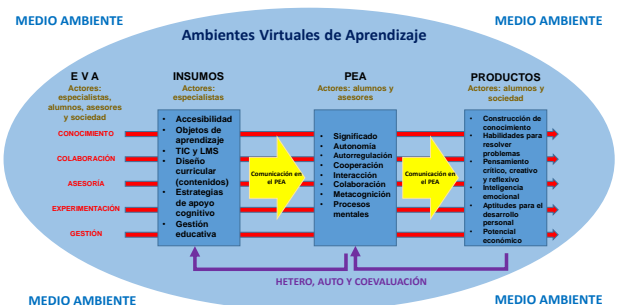 MEDIO AMBIENTE
MEDIO AMBIENTE
Ambientes Virtuales de Aprendizaje
E V A
Actores:
especialistas,
alumnos, asesores
y sociedad
CONOCIMIENTO
COLABORACIÓN
ASESORÍA
EXPERIMENTACIÓN
GESTIÓN
INSUMOS
Actores:
especialistas
• Accesibilidad
• Objetos de
aprendizaje
• TIC y LMS
• Diseño
curricular
(contenidos)
• Estrategias
de apoyo
cognitivo
• Gestión
educativa
Comunicación en
el PEA
PEA
Actores: alumnos y
asesores
• Significado
• Autonomía
• Autorregulación
• Cooperación
• Interacción
• Colaboración
• Metacognición
• Procesos
mentales
Comunicación en
el PEA
PRODUCTOS
Actores: alumnos y
sociedad
• Construcción de
conocimiento
• Habilidades para
resolver
problemas
• Pensamiento
crítico, creativo
y reflexivo
• Inteligencia
emocional
• Aptitudes para el
desarrollo
personal
• Potencial
económico
HETERO, AUTO Y COEVALUACIÓN
MEDIO AMBIENTE
MEDIO AMBIENTE